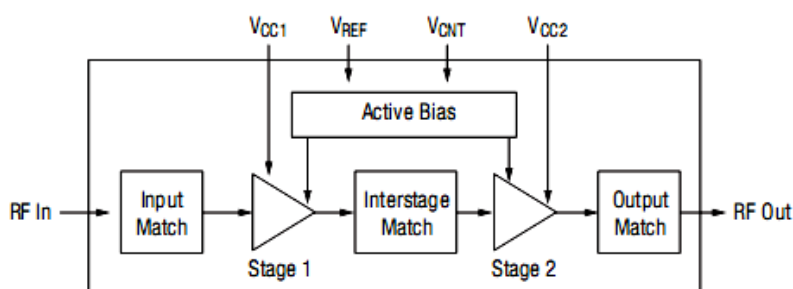 VCC1 VREF VCNT VCC2
Active Bias
RF In
Input
Match
Stage 1
Interstage
Match
Stage 2
Output
Match
RF Out